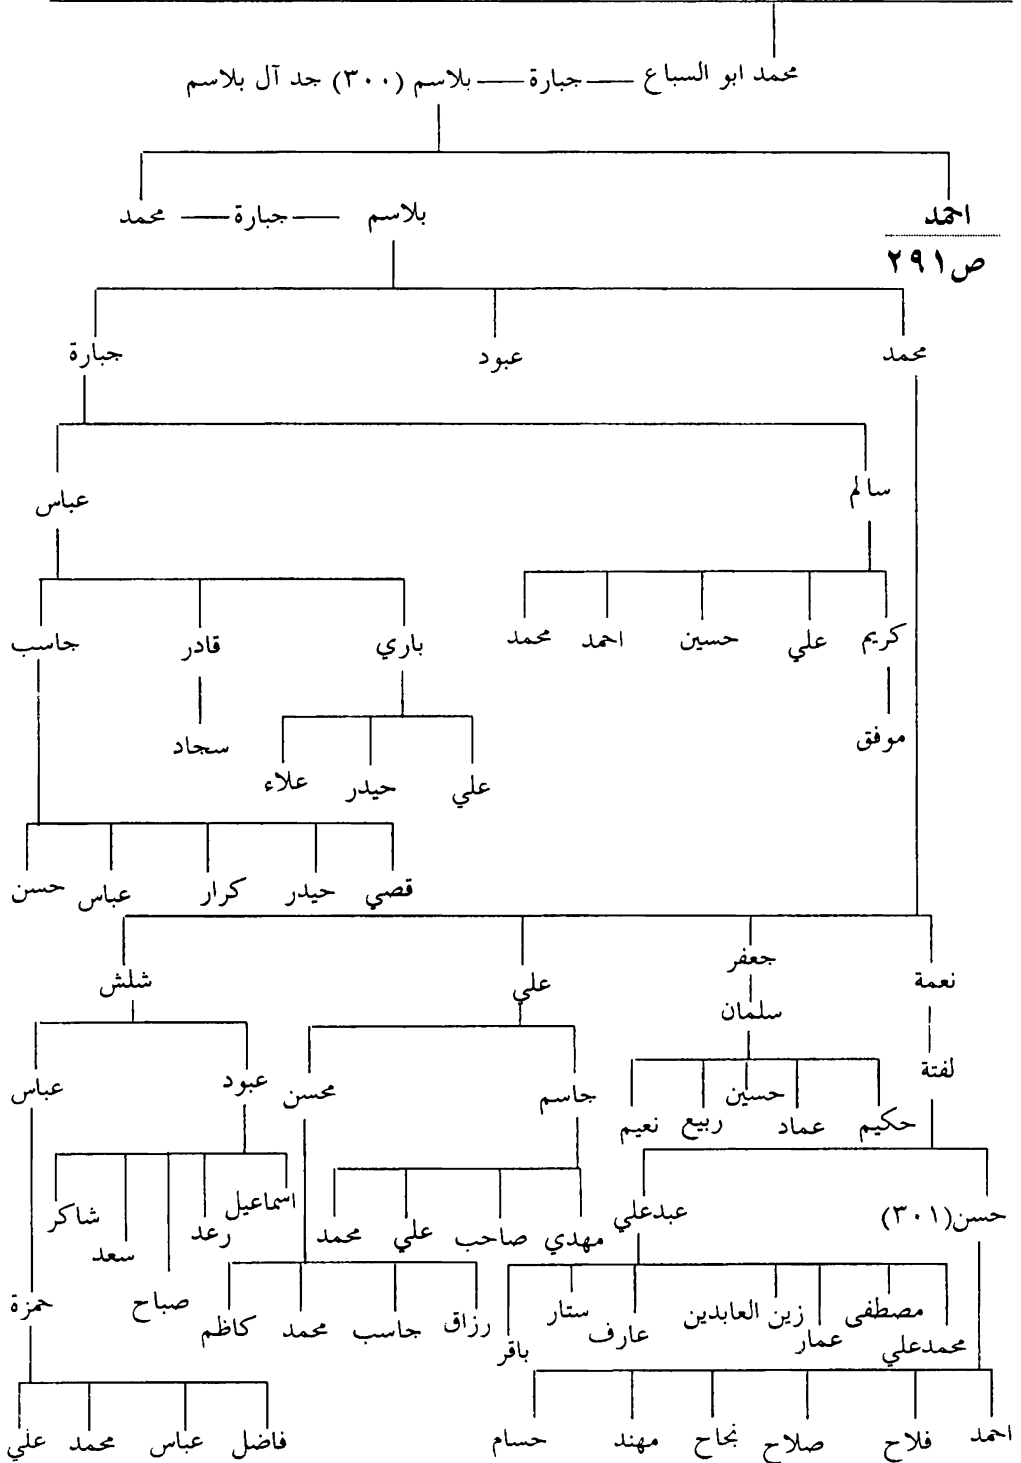 محمد ابو السباع — جبارة — بلاسم (٣٠٠) جد آل بلاسم
احمد
ص٢٩١
بلاسم — جبارة — محمد
محمد عبود جبارة
سالم عباس
كريم علي حسين احمد محمد باري قادر جاسب
موفق سجاد
علي حيدر علاء
قصي حيدر كرار عباس حسن
جعفر
نعمة علي شلش
سلمان
لفتة جاسم محسن عبود عباس
حكيم عماد حسين ربيع نعيم
حسن(٣٠١) عبدعلي مهدي صاحب علي محمد اسماعيل رعد صباح سعد شاكر
محمدعلي مصطفى عمار زين العابدين عارف ستار باقر رزاق جاسب محمد كاظم حمزة
احمد فلاح صلاح نجاح مهند حسام فاضل عباس محمد علي